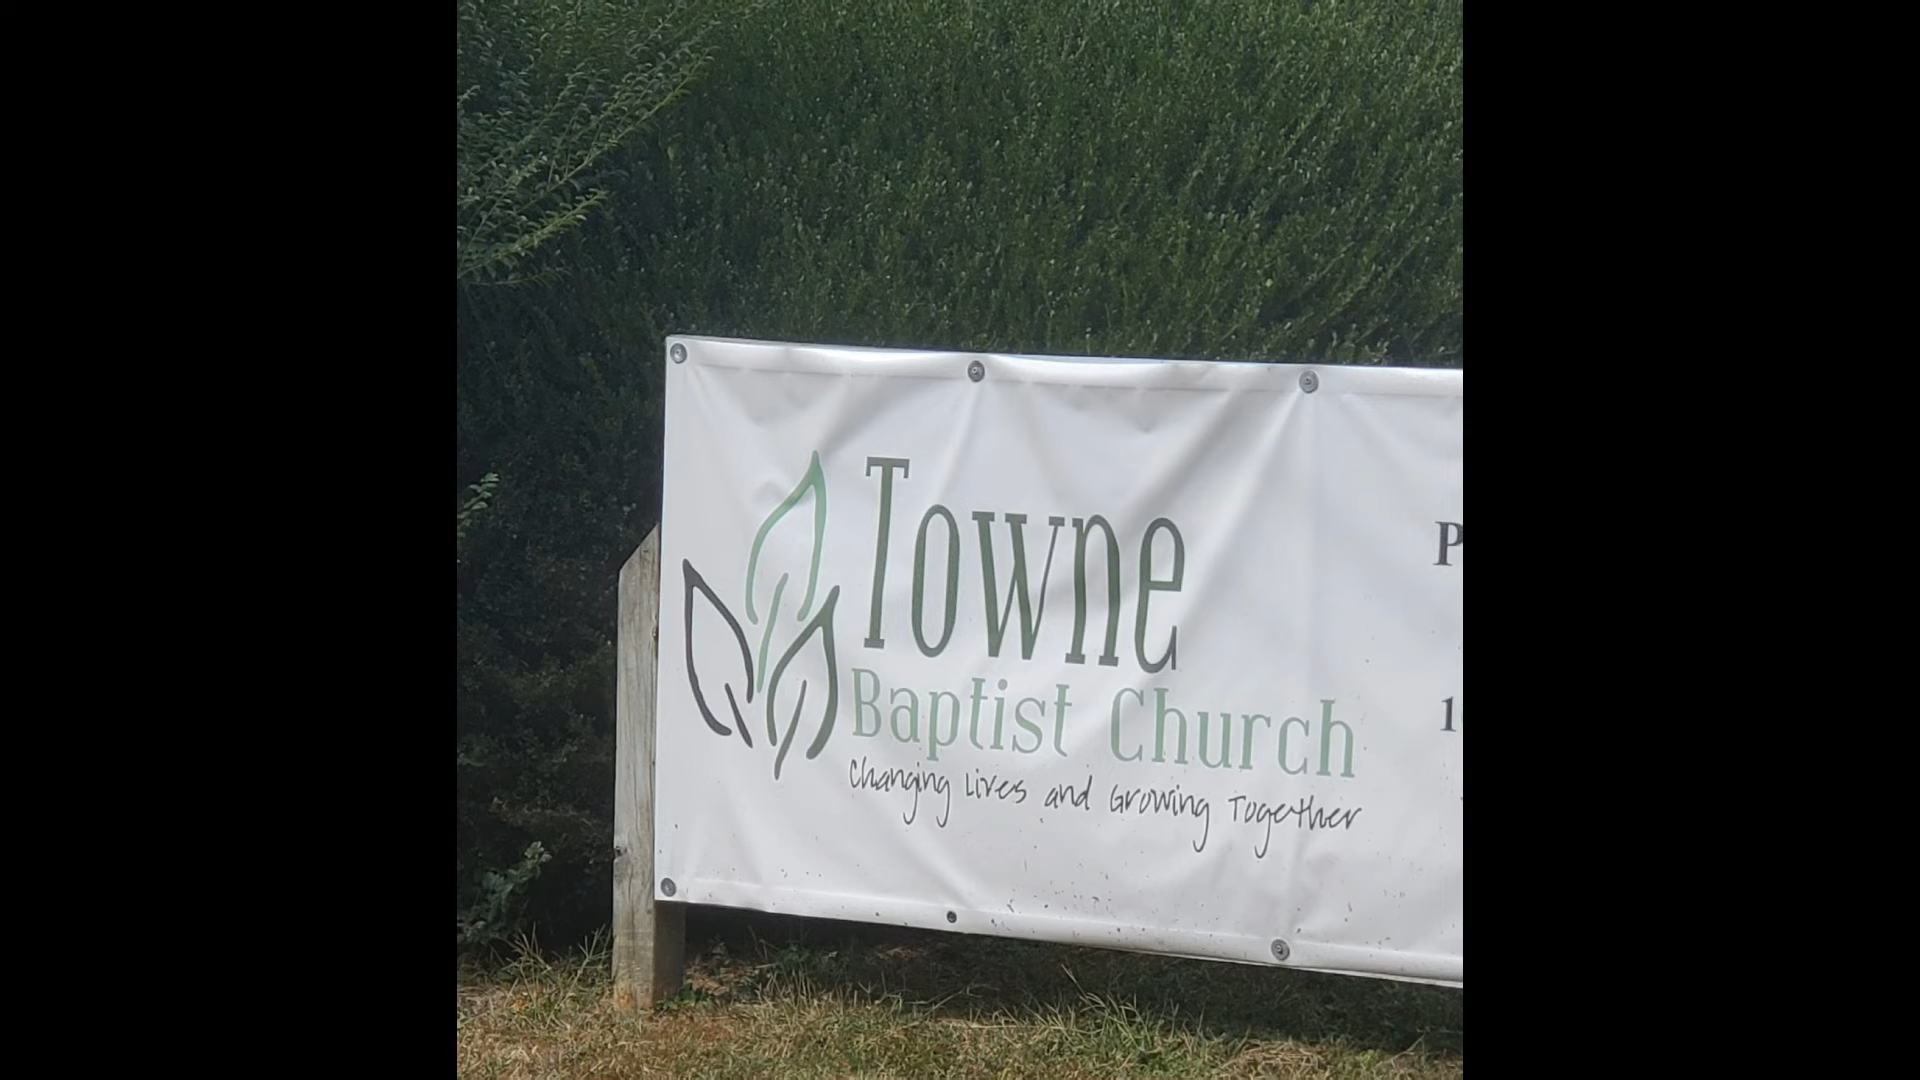 Towne
Baptist Church
Changing Lives and Growing Together
P